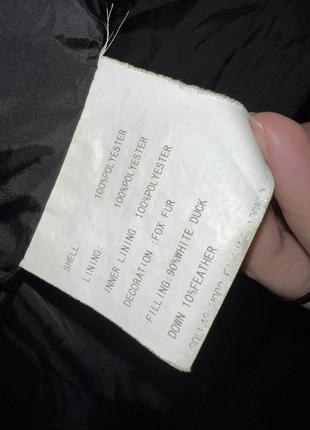 SHELL: 100%POLYESTER
LINING: 100%POLYESTER
INNER LINING: 100%POLYESTER
DECORATION :FOX FUR
FILLING:90%WHITE DUCK
DOWN 10%FEATHER